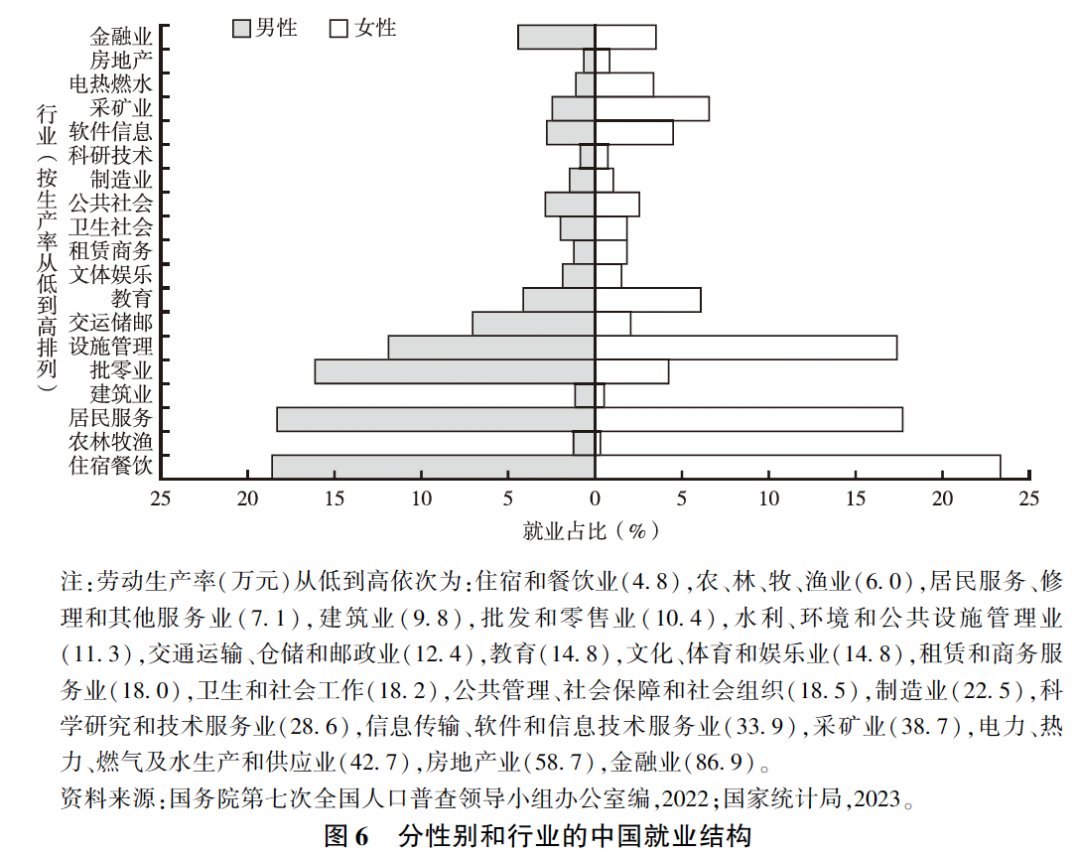 男性 女性
行业（按生产率从低到高排列）
金融业
房地产
电热燃水
采矿业
软件信息
科研技术
制造业
公共社会
卫生社会
租赁商务
文体娱乐
教育
交运储邮
设施管理
批零业
建筑业
居民服务
农林牧渔
住宿餐饮
25 20 15 10 5 0 5 10 15 20 25
就业占比（%）
注:劳动生产率(万元)从低到高依次为:住宿和餐饮业(4.8),农、林、牧、渔业(6.0),居民服务、修
理和其他服务业(7.1),建筑业(9.8),批发和零售业(10.4),水利、环境和公共设施管理业
(11.3),交通运输、仓储和邮政业(12.4),教育(14.8),文化、体育和娱乐业(14.8),租赁和商务服
务业(18.0),卫生和社会工作(18.2),公共管理、社会保障和社会组织(18.5),制造业(22.5),科
学研究和技术服务业(28.6),信息传输、软件和信息技术服务业(33.9),采矿业(38.7),电力、热
力、燃气及水生产和供应业(42.7),房地产业(58.7),金融业(86.9)。
资料来源:国务院第七次全国人口普查领导小组办公室编,2022;国家统计局,2023。
图 6 分性别和行业的中国就业结构